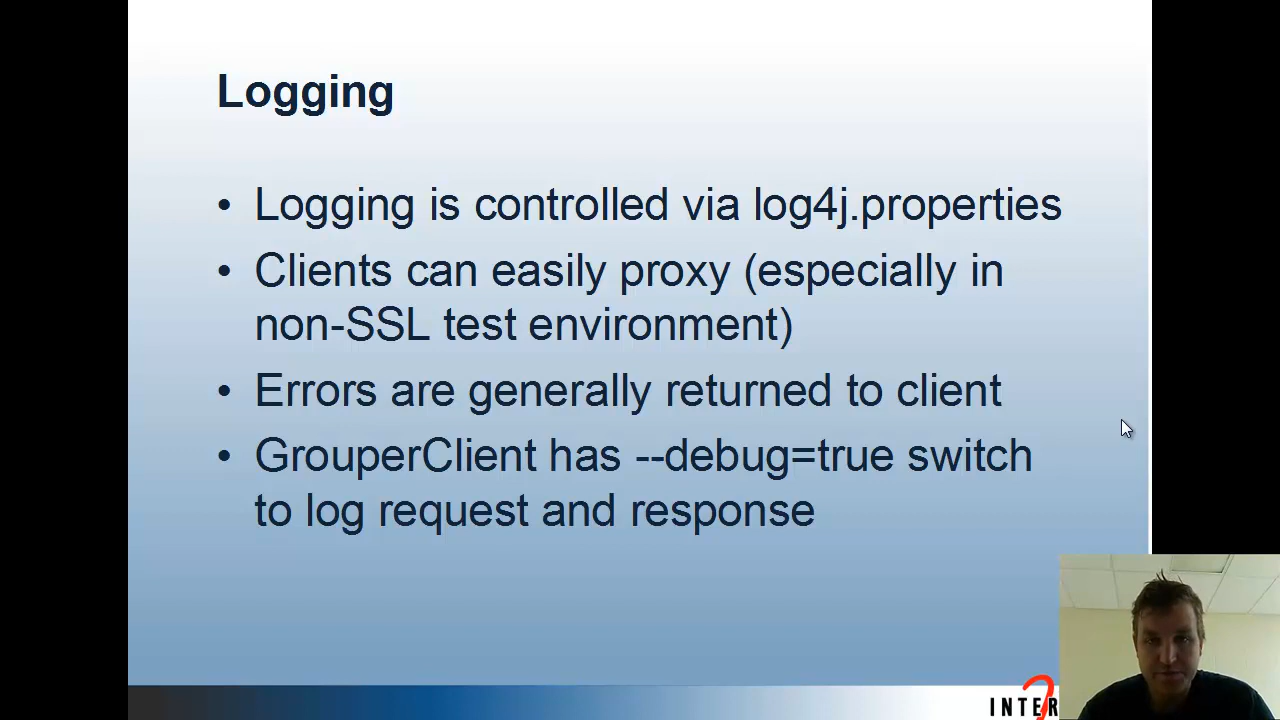 Logging
• Logging is controlled via log4j.properties
• Clients can easily proxy (especially in
non-SSL test environment)
• Errors are generally returned to client
• GrouperClient has --debug=true switch
to log request and response
INTER